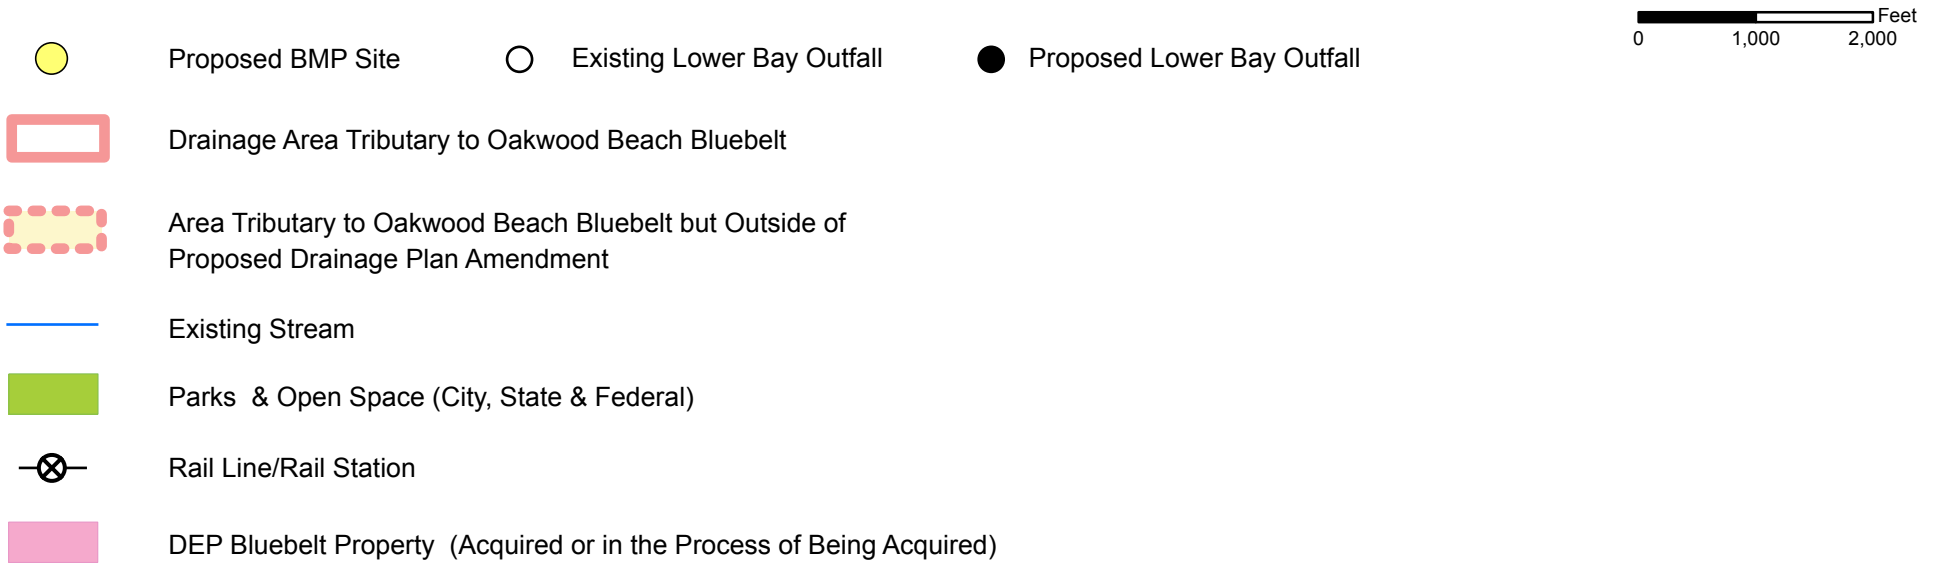 Feet
0 1,000 2,000
Proposed BMP Site Existing Lower Bay Outfall Proposed Lower Bay Outfall
Drainage Area Tributary to Oakwood Beach Bluebelt
Area Tributary to Oakwood Beach Bluebelt but Outside of
Proposed Drainage Plan Amendment
Existing Stream
Parks & Open Space (City, State & Federal)
Rail Line/Rail Station
DEP Bluebelt Property (Acquired or in the Process of Being Acquired)